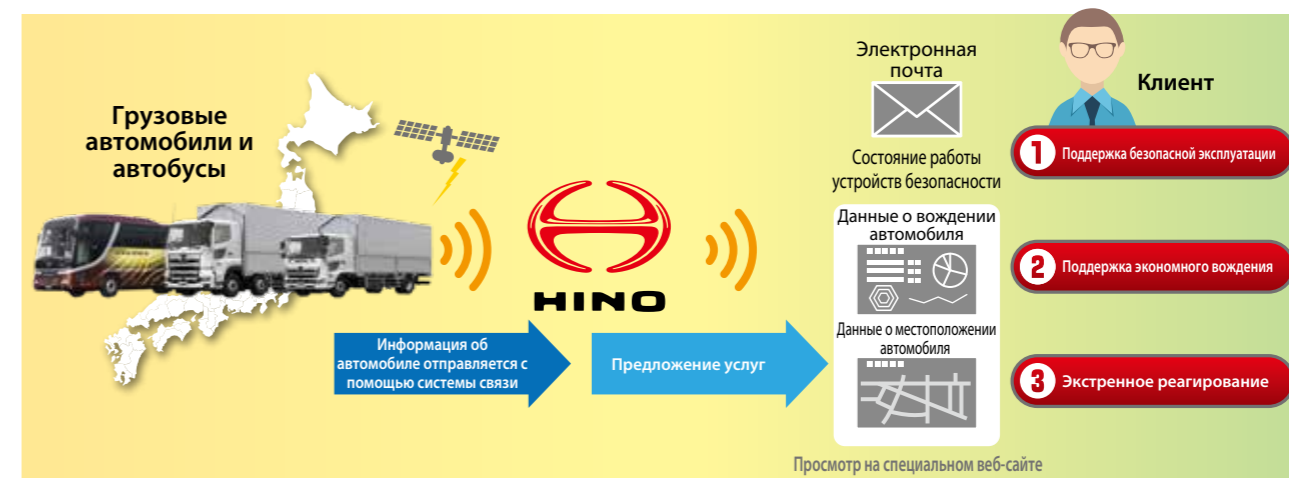 Грузовые
автомобили и
автобусы
HINO
Информация об
автомобиле отправляется с
помощью системы связи
Предложение услуг
Электронная
почта
Состояние работы
устройств безопасности
Данные о вождении
автомобиля
Данные о местоположении
автомобиля
Просмотр на специальном веб-сайте
Клиент
1 Поддержка безопасной эксплуатации
2 Поддержка экономного вождения
3 Экстренное реагирование